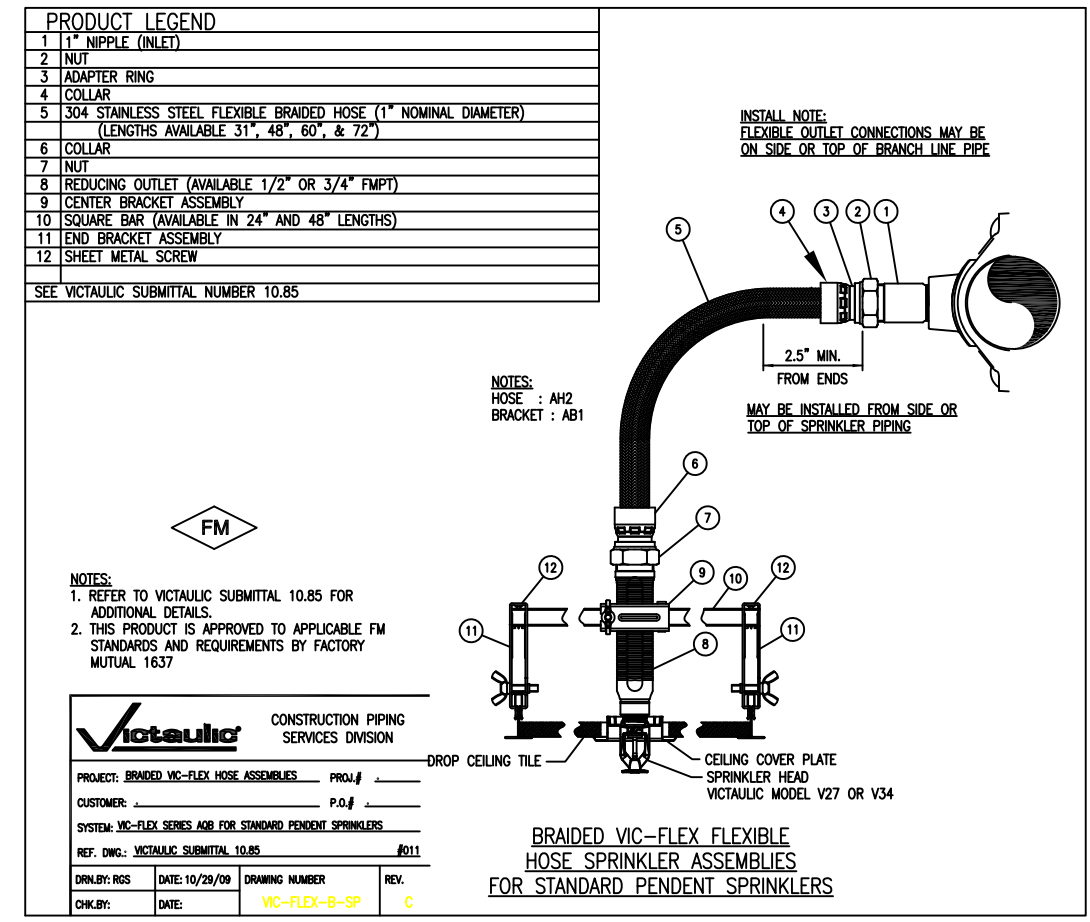 PRODUCT LEGEND
1 1" NIPPLE (INLET)
2 NUT
3 ADAPTER RING
4 COLLAR
5 304 STAINLESS STEEL FLEXIBLE BRAIDED HOSE (1" NOMINAL DIAMETER)
(LENGTHS AVAILABLE 31", 48", 60", & 72")
6 COLLAR
7 NUT
8 REDUCING OUTLET (AVAILABLE 1/2" OR 3/4" FMPT)
9 CENTER BRACKET ASSEMBLY
10 SQUARE BAR (AVAILABLE IN 24" AND 48" LENGTHS)
11 END BRACKET ASSEMBLY
12 SHEET METAL SCREW
SEE VICTAULIC SUBMITTAL NUMBER 10.85
INSTALL NOTE:
FLEXIBLE OUTLET CONNECTIONS MAY BE
ON SIDE OR TOP OF BRANCH LINE PIPE
4 3 2 1
5
2.5" MIN.
FROM ENDS
NOTES:
HOSE : AH2
BRACKET : AB1
MAY BE INSTALLED FROM SIDE OR
TOP OF SPRINKLER PIPING
6
7
FM
12 9 10 12
11 8 11
NOTES:
1. REFER TO VICTAULIC SUBMITTAL 10.85 FOR
ADDITIONAL DETAILS.
2. THIS PRODUCT IS APPROVED TO APPLICABLE FM
STANDARDS AND REQUIREMENTS BY FACTORY
MUTUAL 1637
DROP CEILING TILE
CEILING COVER PLATE
SPRINKLER HEAD
VICTAULIC MODEL V27 OR V34
Victaulic
CONSTRUCTION PIPING
SERVICES DIVISION
PROJECT: BRAIDED VIC-FLEX HOSE ASSEMBLIES PROJ.# .
CUSTOMER: . P.O.# .
SYSTEM: VIC-FLEX SERIES AQB FOR STANDARD PENDENT SPRINKLERS
REF. DWG.: VICTAULIC SUBMITTAL 10.85 #011
DRN.BY: RGS DATE: 10/29/09 DRAWING NUMBER REV.
CHK.BY: DATE: VIC-FLEX-B-SP C
BRAIDED VIC-FLEX FLEXIBLE
HOSE SPRINKLER ASSEMBLIES
FOR STANDARD PENDENT SPRINKLERS